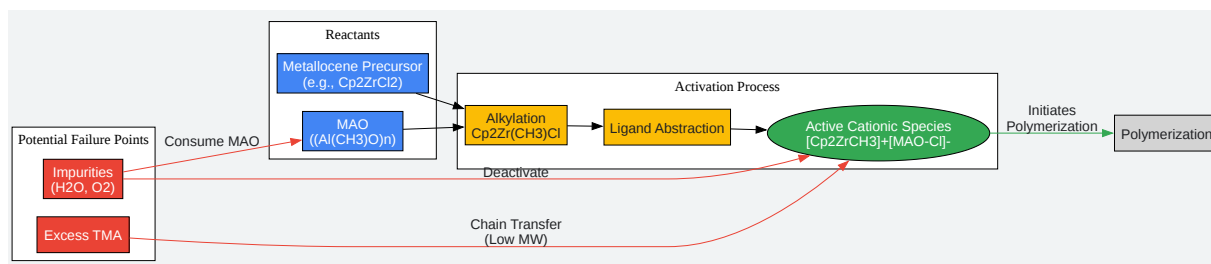 Reactants
Metallocene Precursor
(e.g., Cp2ZrCl2)
MAO
((Al(CH3)O)n)
Activation Process
Alkylation
Cp2Zr(CH3)Cl
Ligand Abstraction
Active Cationic Species
[Cp2ZrCH3]+[MAO-Cl]-
Initiates
Polymerization
Polymerization
Potential Failure Points
Impurities
(H2O, O2)
Excess TMA
Consume MAO
Deactivate
Chain Transfer
(Low MW)